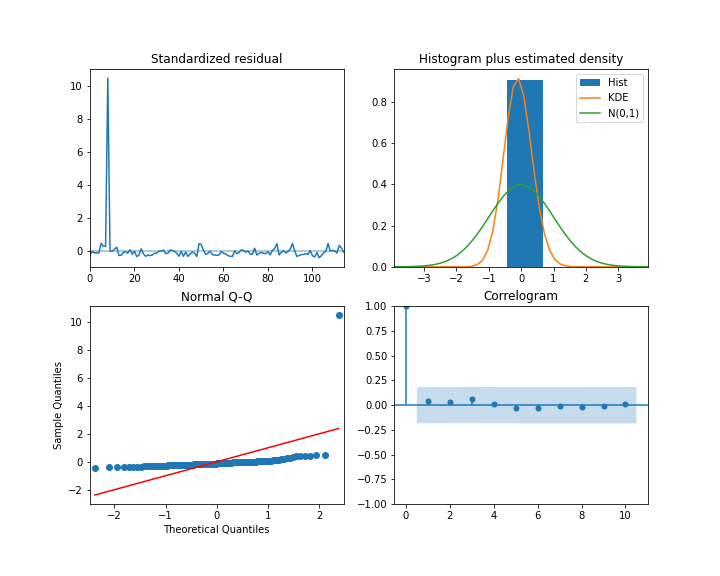 Standardized residual
10
8
6
4
2
0
0 20 40 60 80 100
Histogram plus estimated density
Hist
KDE
N(0,1)
0.8
0.6
0.4
0.2
0.0
−3 −2 −1 0 1 2 3
Normal Q-Q
Sample Quantiles
10
8
6
4
2
0
−2
−2 −1 0 1 2
Theoretical Quantiles
Correlogram
1.00
0.75
0.50
0.25
0.00
−0.25
−0.50
−0.75
−1.00
0 2 4 6 8 10